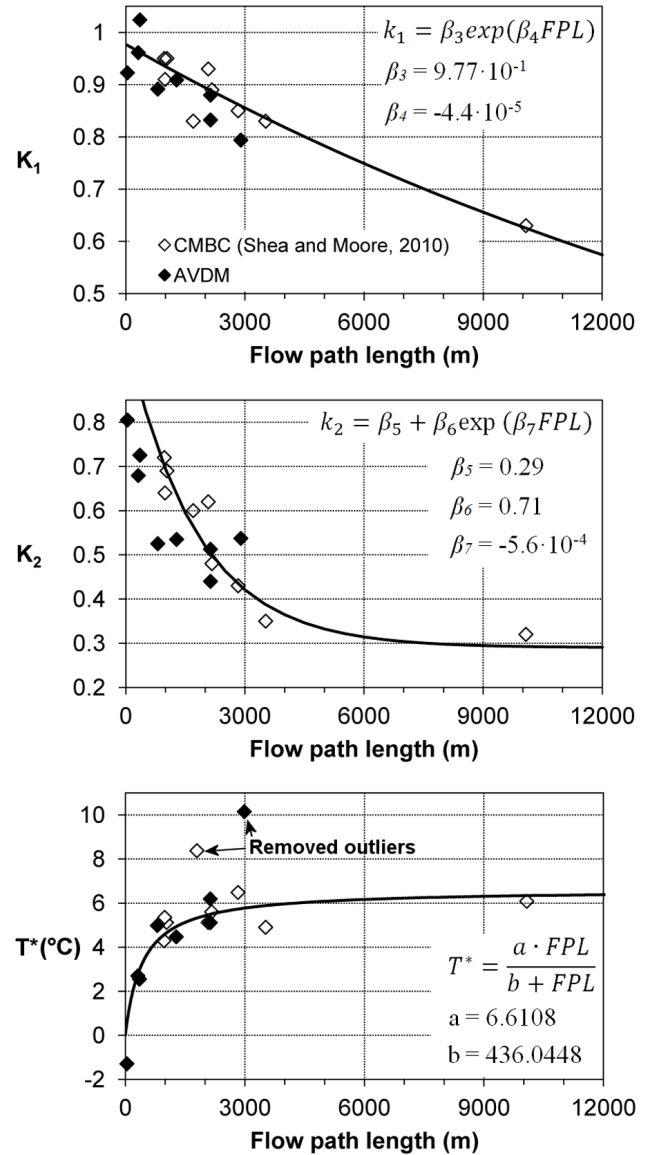 1
k₁ = β₃exp(β₄FPL)
0.9
β₃ = 9.77·10⁻¹
β₄ = -4.4·10⁻⁵
0.8
K₁
0.7
0.6
◇CMBC (Shea and Moore, 2010)
◆AVDM
0.5
0 3000 6000 9000 12000
Flow path length (m)
0.8
k₂ = β₅ + β₆exp (β₇FPL)
0.7
β₅ = 0.29
0.6
β₆ = 0.71
0.5
β₇ = -5.6·10⁻⁴
K₂
0.4
0.3
0.2
0 3000 6000 9000 12000
Flow path length (m)
10
8
Removed outliers
6
4
T*(°C)
T* = a · FPL / b + FPL
2
a = 6.6108
0
b = 436.0448
-2
0 3000 6000 9000 12000
Flow path length (m)